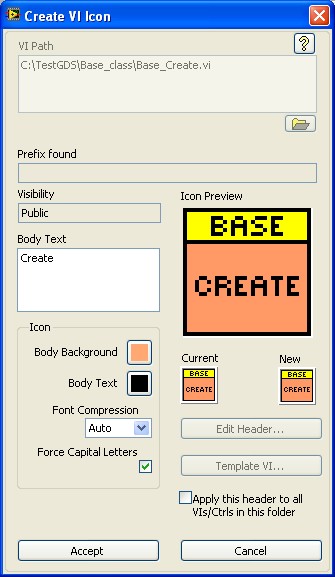 Create VI Icon
VI Path
?
C:\TestGDS\Base_class\Base_Create.vi
Prefix found
Visibility
Public
Body Text
Create
Icon Preview
BASE
CREATE
Icon
Body Background
Body Text
Font Compression
Auto
Force Capital Letters
Current
New
BASE
CREATE
BASE
CREATE
Edit Header...
Template VI...
Apply this header to all
VIs/Ctrls in this folder
Accept
Cancel